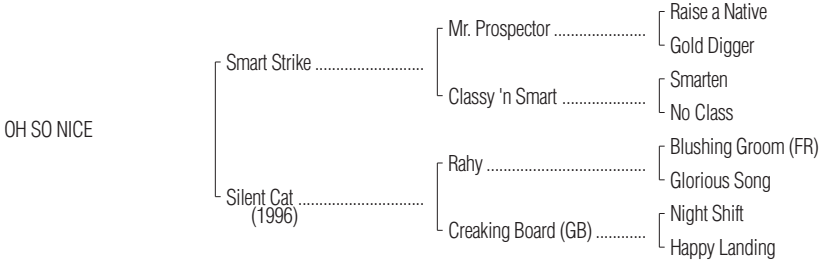 OH SO NICE
Smart Strike ..........................
Silent Cat ..............................
(1996)
Mr. Prospector ......................
Classy 'n Smart ....................
Rahy ......................................
Creaking Board (GB) ............
Raise a Native
Gold Digger
Smarten
No Class
Blushing Groom (FR)
Glorious Song
Night Shift
Happy Landing